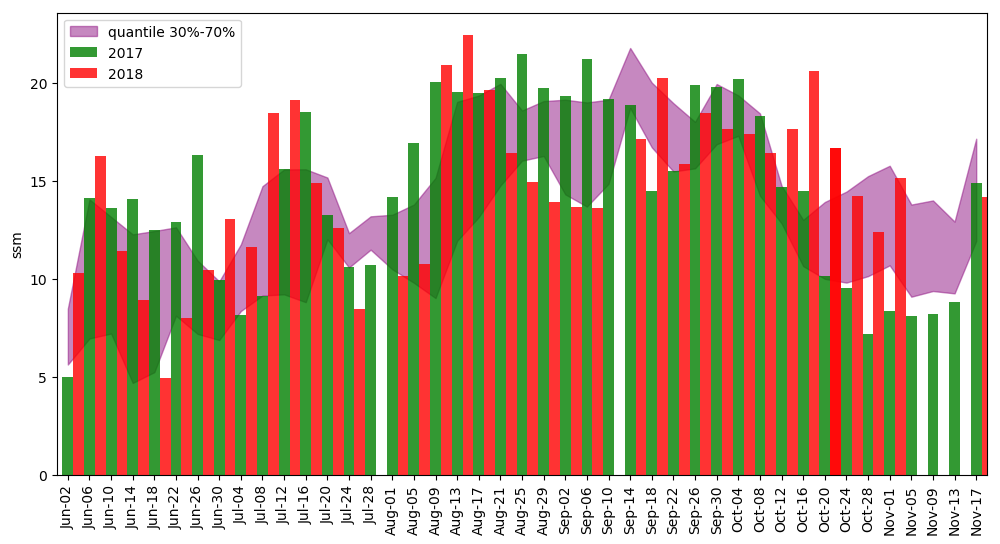 quantile 30%-70%
2017
2018
ssm
20
15
10
5
0
Jun-02
Jun-06
Jun-10
Jun-14
Jun-18
Jun-22
Jun-26
Jun-30
Jul-04
Jul-08
Jul-12
Jul-16
Jul-20
Jul-24
Jul-28
Aug-01
Aug-05
Aug-09
Aug-13
Aug-17
Aug-21
Aug-25
Aug-29
Sep-02
Sep-06
Sep-10
Sep-14
Sep-18
Sep-22
Sep-26
Sep-30
Oct-04
Oct-08
Oct-12
Oct-16
Oct-20
Oct-24
Oct-28
Nov-01
Nov-05
Nov-09
Nov-13
Nov-17